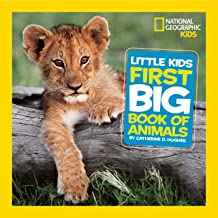 NATIONAL
GEOGRAPHIC
KiDS
LITTLE KIDS
FIRST
BIG
BOOK OF
ANIMALS
BY CATHERINE D. HUGHES